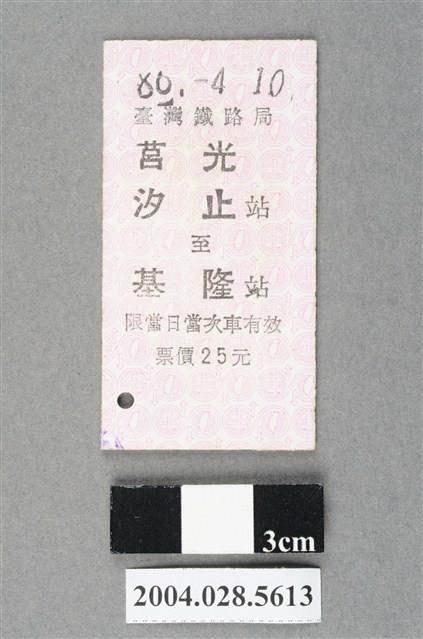 80.-4 10
臺灣鐵路局
莒光
汐止站
至
基隆站
限當日當次車有效
票價25元
3cm
2004.028.5613